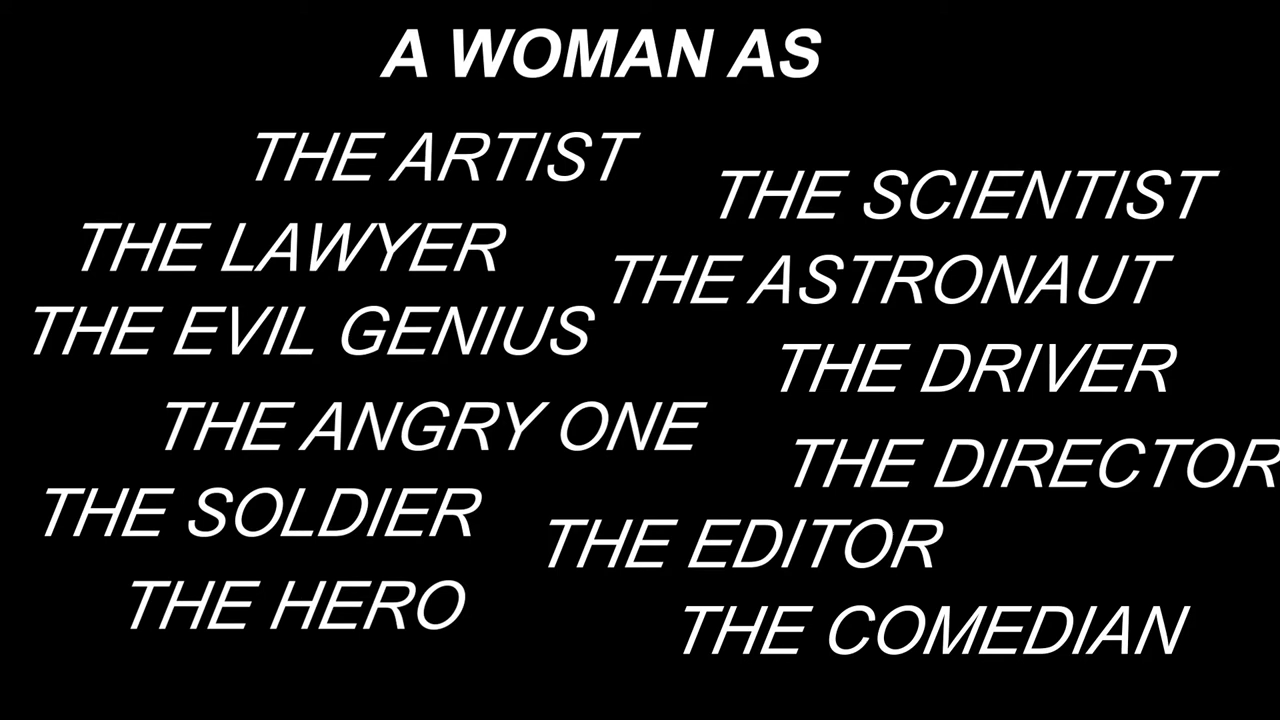 A WOMAN AS
THE ARTIST
THE SCIENTIST
THE LAWYER
THE ASTRONAUT
THE EVIL GENIUS
THE DRIVER
THE ANGRY ONE
THE DIRECTOR
THE SOLDIER
THE EDITOR
THE HERO
THE COMEDIAN